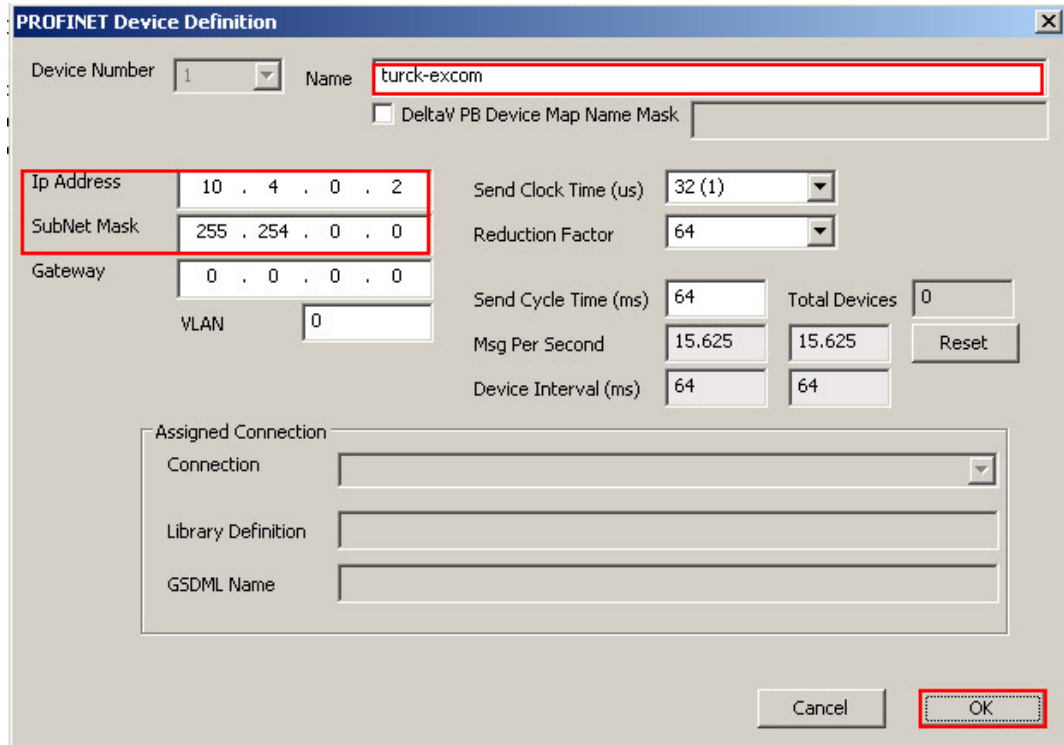 PROFINET Device Definition
Device Number 1 Name turck-excom
DeltaV PB Device Map Name Mask
Ip Address 10 . 4 . 0 . 2 Send Clock Time (us) 32 (1)
SubNet Mask 255 . 254 . 0 . 0 Reduction Factor 64
Gateway 0 . 0 . 0 . 0
Send Cycle Time (ms) 64 Total Devices 0
VLAN 0
Msg Per Second 15.625 15.625 Reset
Device Interval (ms) 64 64
Assigned Connection
Connection
Library Definition
GSDML Name
Cancel OK